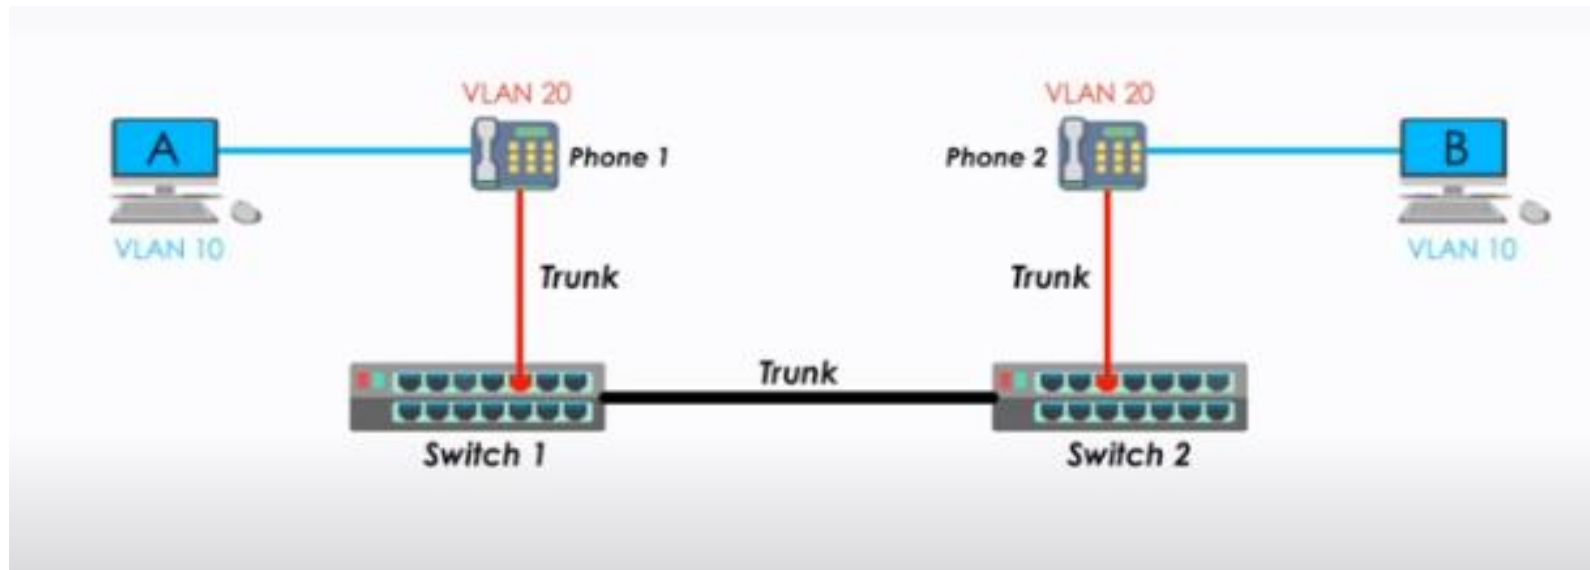 VLAN 20
VLAN 20
A
Phone 1
Phone 2
B
VLAN 10
VLAN 10
Trunk
Trunk
Trunk
Switch 1
Switch 2